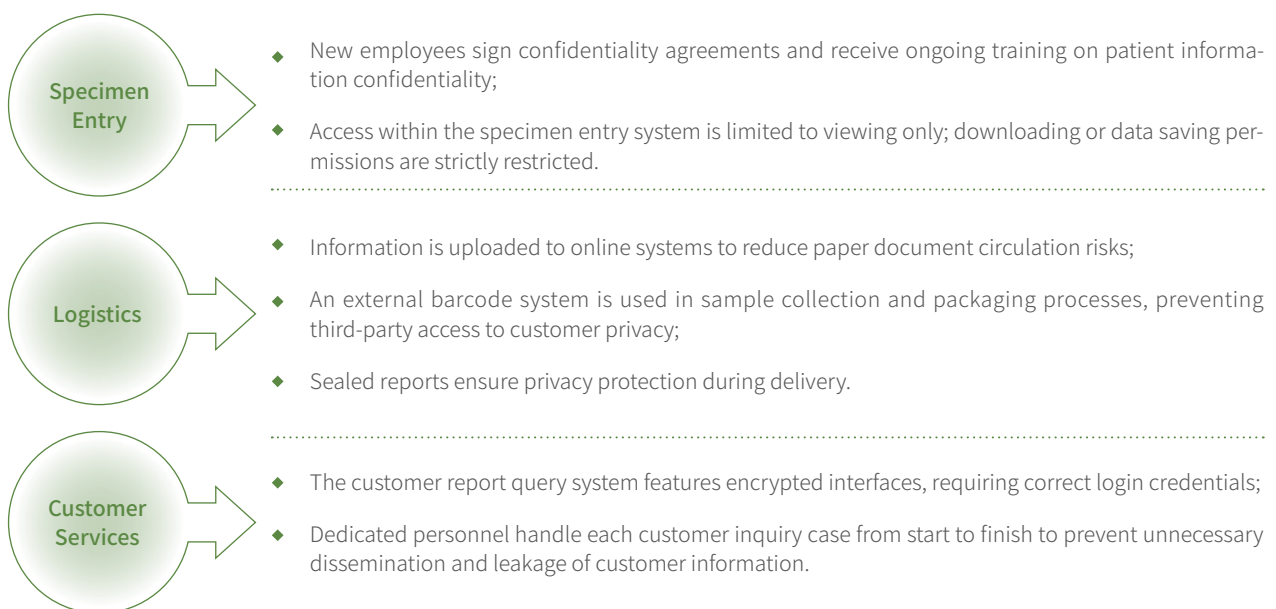 Specimen
Entry
◆ New employees sign confidentiality agreements and receive ongoing training on patient informa-
tion confidentiality;
◆ Access within the specimen entry system is limited to viewing only; downloading or data saving per-
missions are strictly restricted.
Logistics
◆ Information is uploaded to online systems to reduce paper document circulation risks;
◆ An external barcode system is used in sample collection and packaging processes, preventing
third-party access to customer privacy;
◆ Sealed reports ensure privacy protection during delivery.
Customer
Services
◆ The customer report query system features encrypted interfaces, requiring correct login credentials;
◆ Dedicated personnel handle each customer inquiry case from start to finish to prevent unnecessary
dissemination and leakage of customer information.